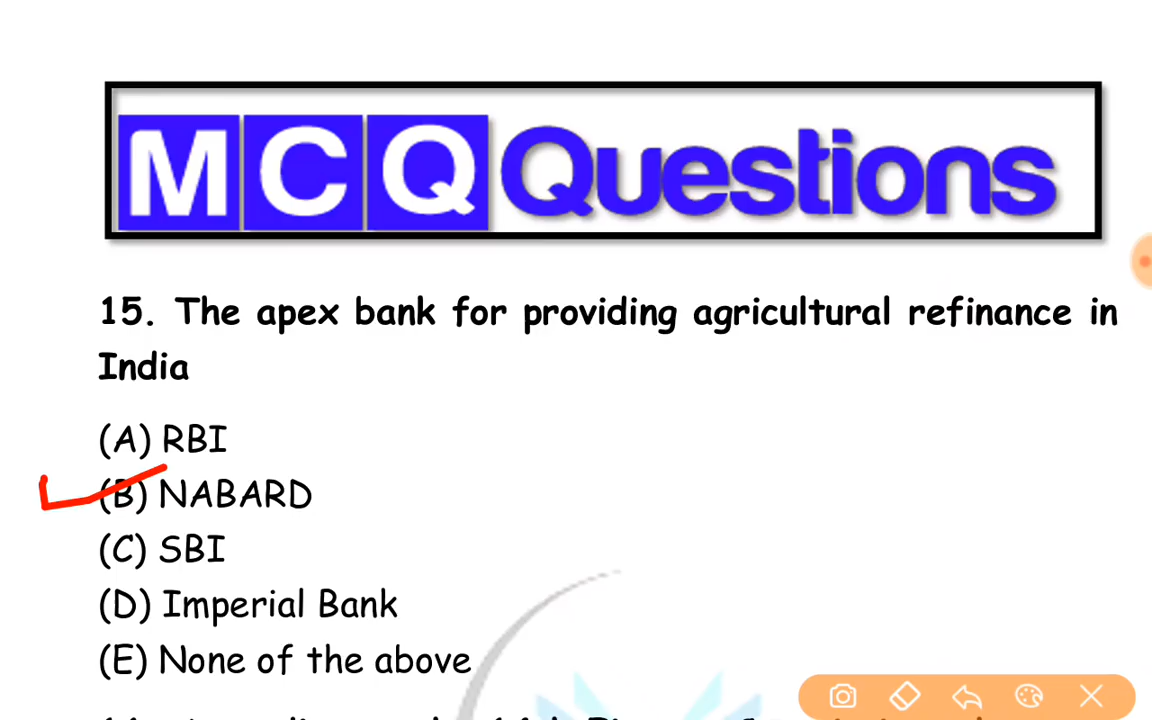 MCQ Questions
15. The apex bank for providing agricultural refinance in
India
(A) RBI
(B) NABARD
(C) SBI
(D) Imperial Bank
(E) None of the above